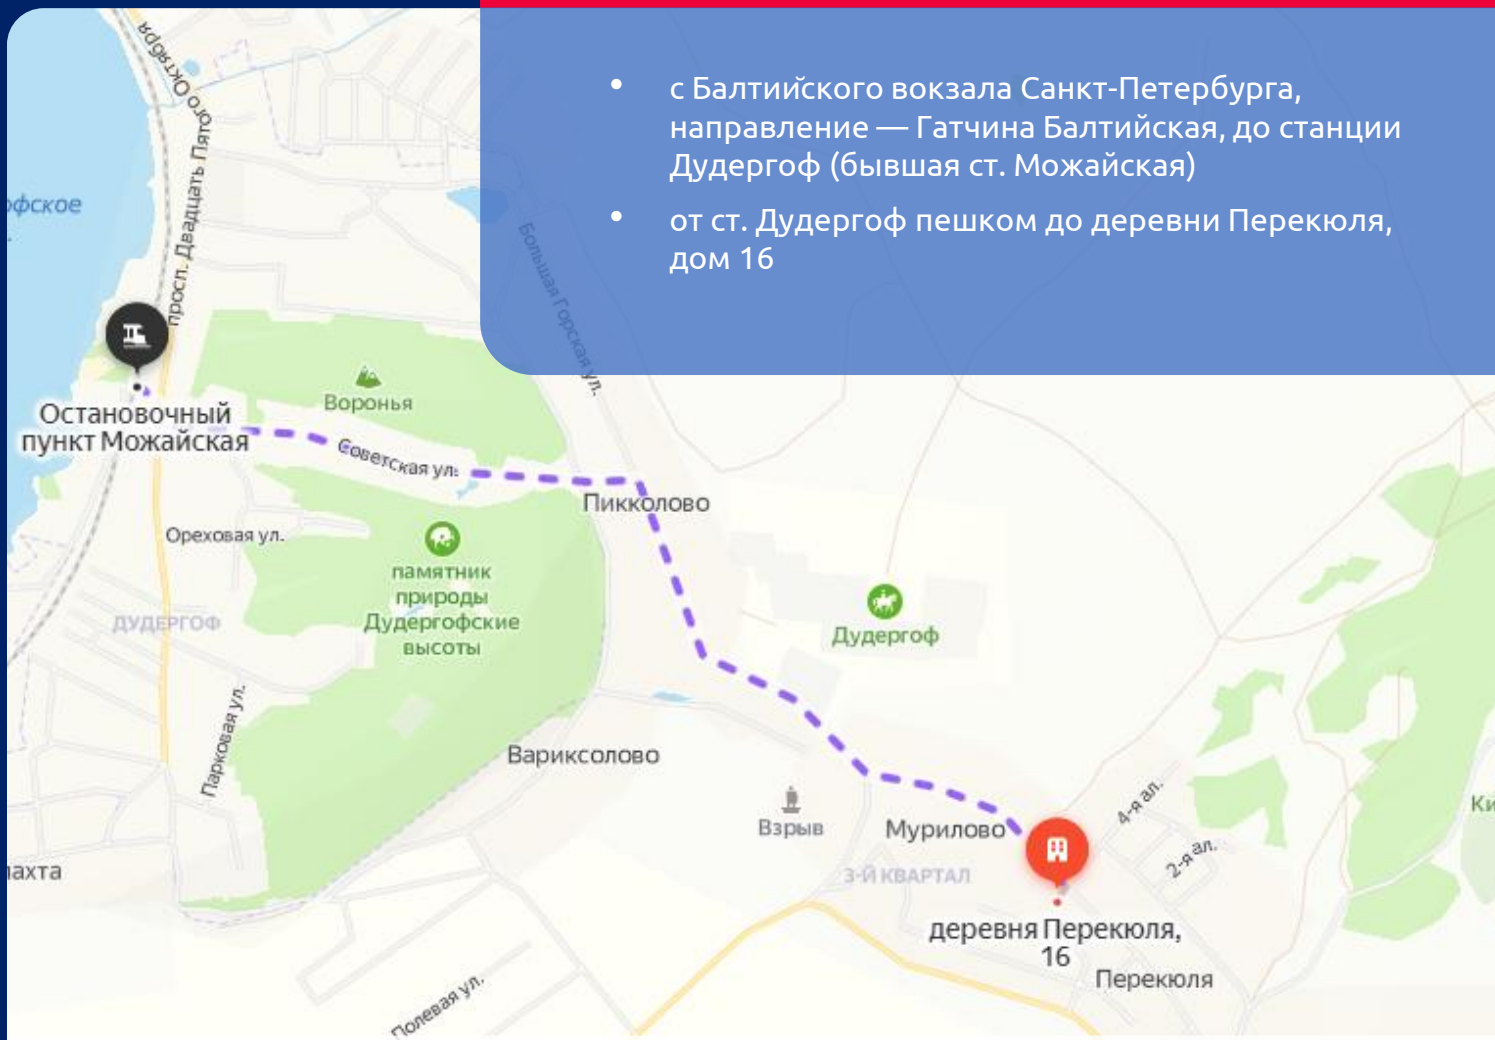 • с Балтийского вокзала Санкт-Петербурга,
направление — Гатчина Балтийская, до станции
Дудергоф (бывшая ст. Можайская)
• от ст. Дудергоф пешком до деревни Перекюля,
дом 16
просп. Двадцать Пятого Октября
офское
Большая Горская ул.
Воронья
Остановочный
пункт Можайская
Советская ул.
Пикколово
Ореховая ул.
памятник
природы
Дудергофские
высоты
ДУДЕРГОФ
Дудергоф
Парковая ул.
Вариксолово
Взрыв
Мурилово
4-я ал.
2-я ал.
Ки
лахта
3-Й КВАРТАЛ
деревня Перекюля,
16
Перекюля
Полевая ул.